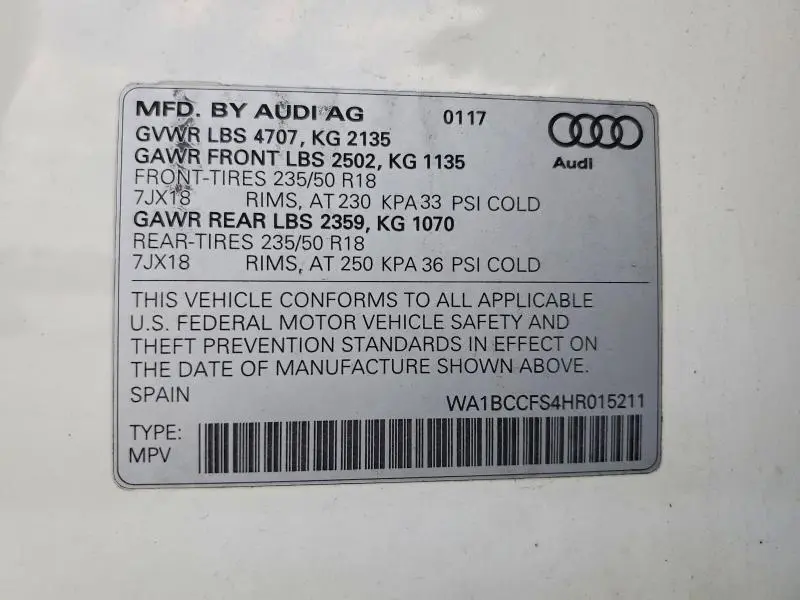 MFD. BY AUDI AG 0117
GVWR LBS 4707, KG 2135
GAWR FRONT LBS 2502, KG 1135
FRONT-TIRES 235/50 R18
7JX18 RIMS, AT 230 KPA 33 PSI COLD
GAWR REAR LBS 2359, KG 1070
REAR-TIRES 235/50 R18
7JX18 RIMS, AT 250 KPA 36 PSI COLD
Audi
THIS VEHICLE CONFORMS TO ALL APPLICABLE
U.S. FEDERAL MOTOR VEHICLE SAFETY AND
THEFT PREVENTION STANDARDS IN EFFECT ON
THE DATE OF MANUFACTURE SHOWN ABOVE.
SPAIN WA1BCCFS4HR015211
TYPE:
MPV